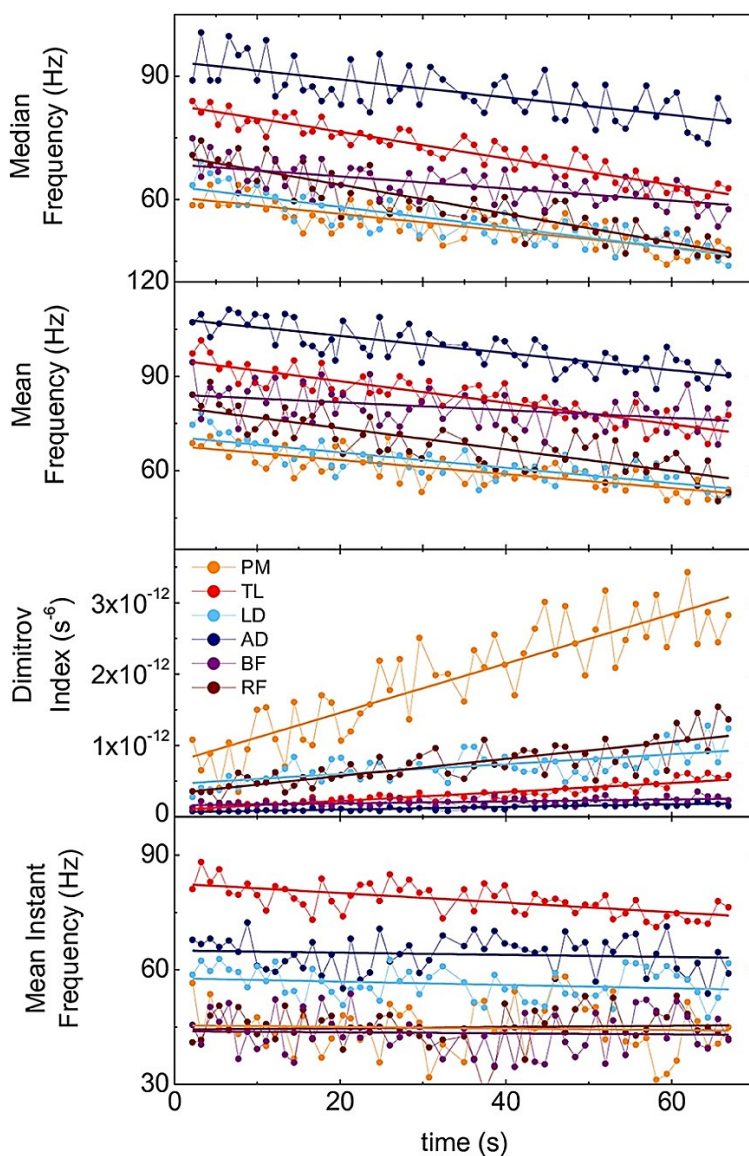 Median
Frequency (Hz)
90
60
120
Mean
Frequency (Hz)
90
60
Dimitrov
Index (s⁻⁶)
3x10⁻¹²
2x10⁻¹²
1x10⁻¹²
0
PM
TL
LD
AD
BF
RF
Mean Instant
Frequency (Hz)
90
60
30
0 20 40 60
time (s)